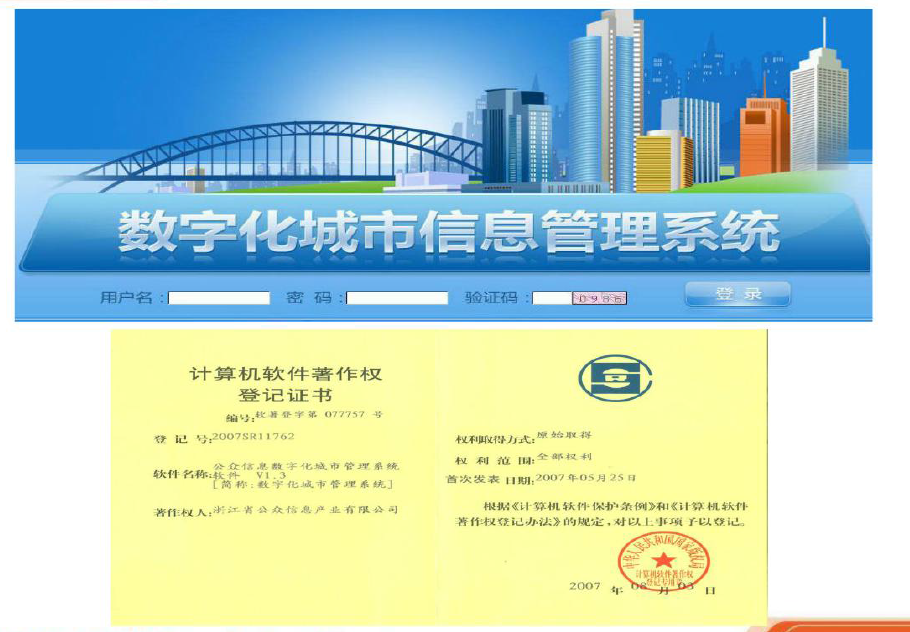 数字化城市信息管理系统
用户名： 密 码： 验证码： 0986 登 录
计算机软件著作权
登记证书
编号:软著登字第 077757 号
登 记 号:2007SR11762
软件名称:公众信息数字化城市管理系统
软件 V1.3
[简称:数字化城市管理系统]
著作权人:浙江省公众信息产业有限公司
权利取得方式:原始取得
权 利 范 围:全部权利
首次发表日期:2007年05月25日
根据《计算机软件保护条例》和《计算机软件
著作权登记办法》的规定，对以上事项予以登记。
中华人民共和国国家版权局
计算机软件著作权
登记专用章
2007 年 08 月 03 日